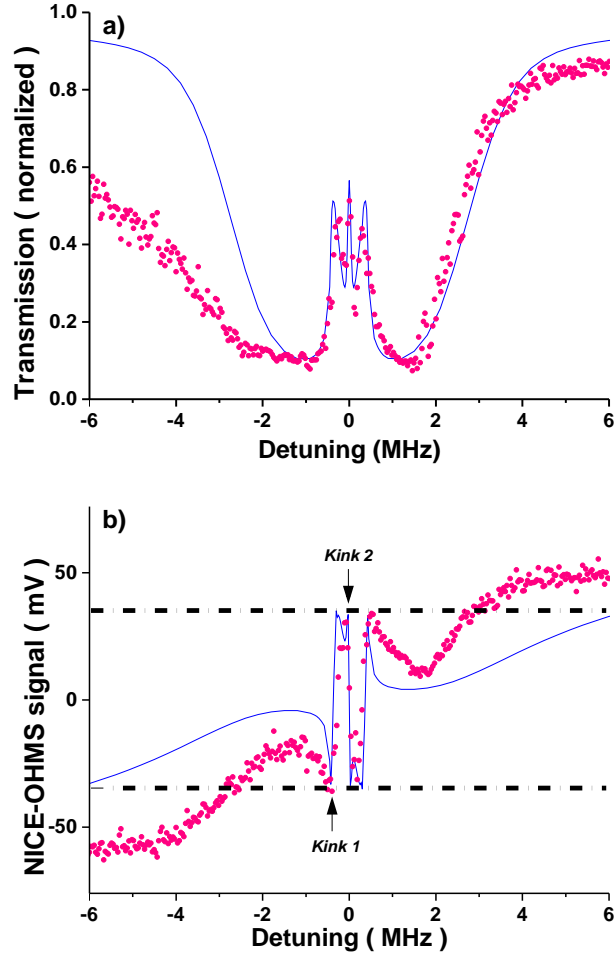 a)
Transmission ( normalized )
1.0
0.8
0.6
0.4
0.2
0.0
-6 -4 -2 0 2 4 6
Detuning (MHz)
b)
NICE-OHMS signal ( mV )
Kink 2
50
0
-50
Kink 1
-6 -4 -2 0 2 4 6
Detuning ( MHz )